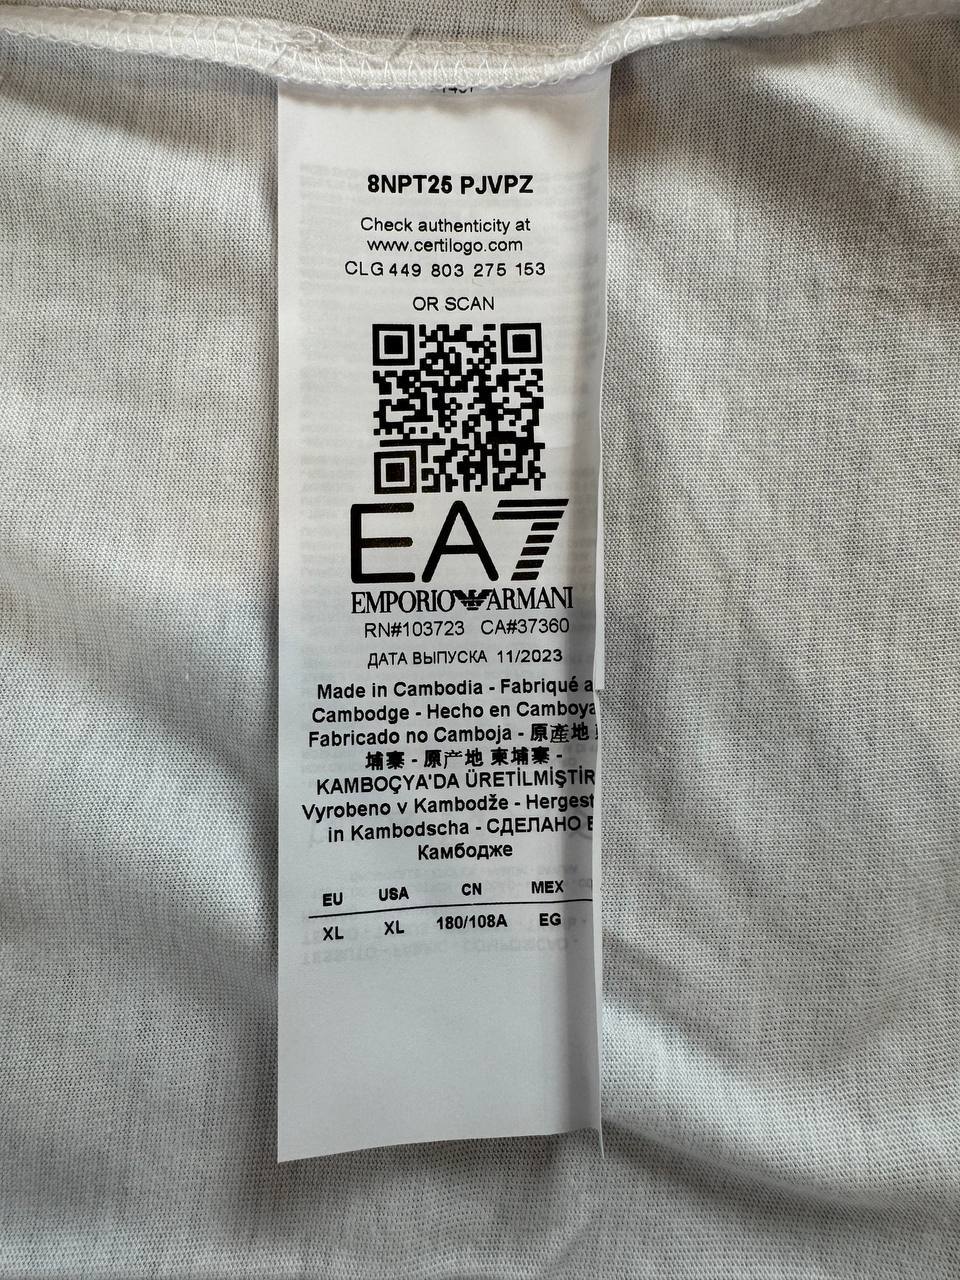 8NPT25 PJVPZ
Check authenticity at
www.certilogo.com
CLG 449 803 275 153
OR SCAN
EA7
EMPORIO ARMANI
RN#103723 CA#37360
ДАТА ВЫПУСКА 11/2023
Made in Cambodia - Fabriqué a
Cambodge - Hecho en Camboya
Fabricado no Camboja - 原產地
埔寨 - 原产地 柬埔寨 -
KAMBOÇYA'DA ÜRETİLMİŞTİR
Vyrobeno v Kambodže - Hergest
in Kambodscha - СДЕЛАНО В
Камбодже
EU USA CN MEX
XL XL 180/108A EG